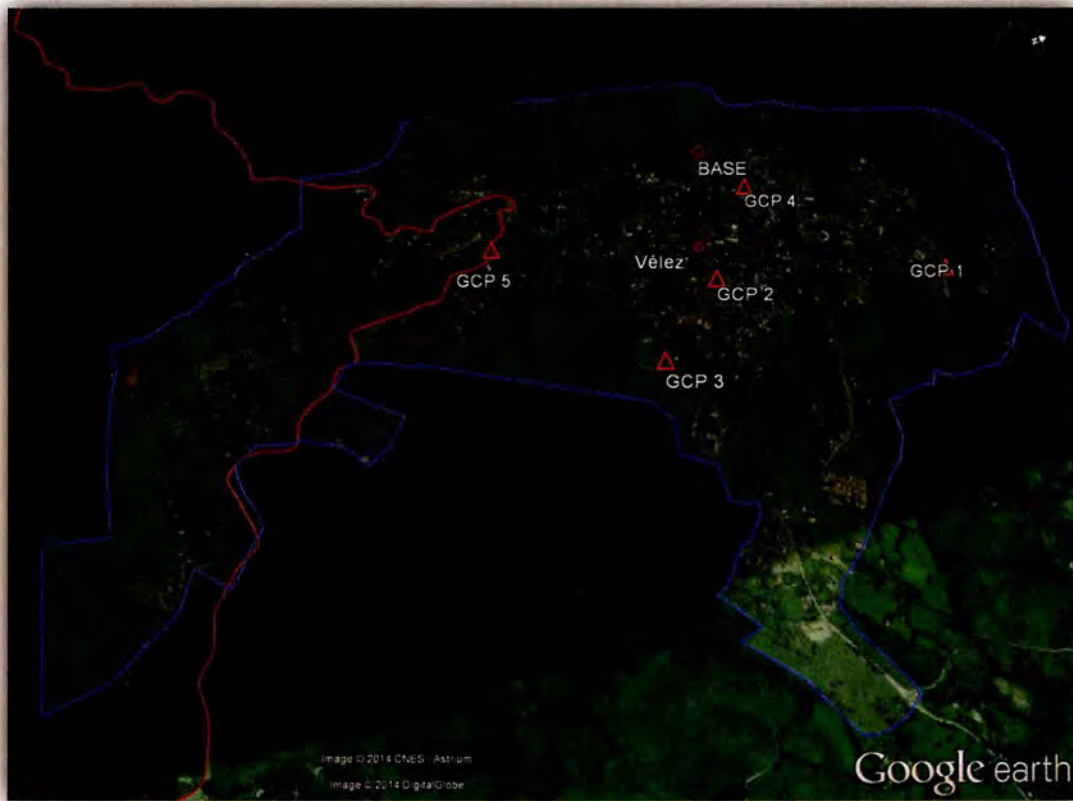 BASE
GCP 4
Vélez
GCP 1
GCP 5
GCP 2
GCP 3
Image © 2014 CNES / Astrium
Image © 2014 DigitalGlobe
Google earth